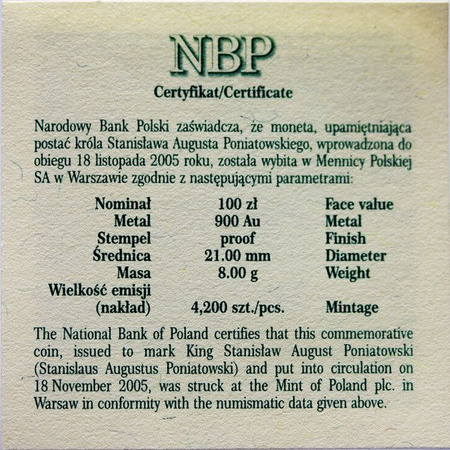 NBP
Certyfikat/Certificate
Narodowy Bank Polski zaświadcza, że moneta, upamiętniająca
postać króla Stanisława Augusta Poniatowskiego, wprowadzona do
obiegu 18 listopada 2005 roku, została wybita w Mennicy Polskiej
SA w Warszawie zgodnie z następującymi parametrami:
Nominał 100 zł Face value
Metal 900 Au Metal
Stempel proof Finish
Średnica 21.00 mm Diameter
Masa 8.00 g Weight
Wielkość emisji
(nakład) 4,200 szt./pcs. Mintage
The National Bank of Poland certifies that this commemorative
coin, issued to mark King Stanisław August Poniatowski
(Stanislaus Augustus Poniatowski) and put into circulation on
18 November 2005, was struck at the Mint of Poland plc. in
Warsaw in conformity with the numismatic data given above.